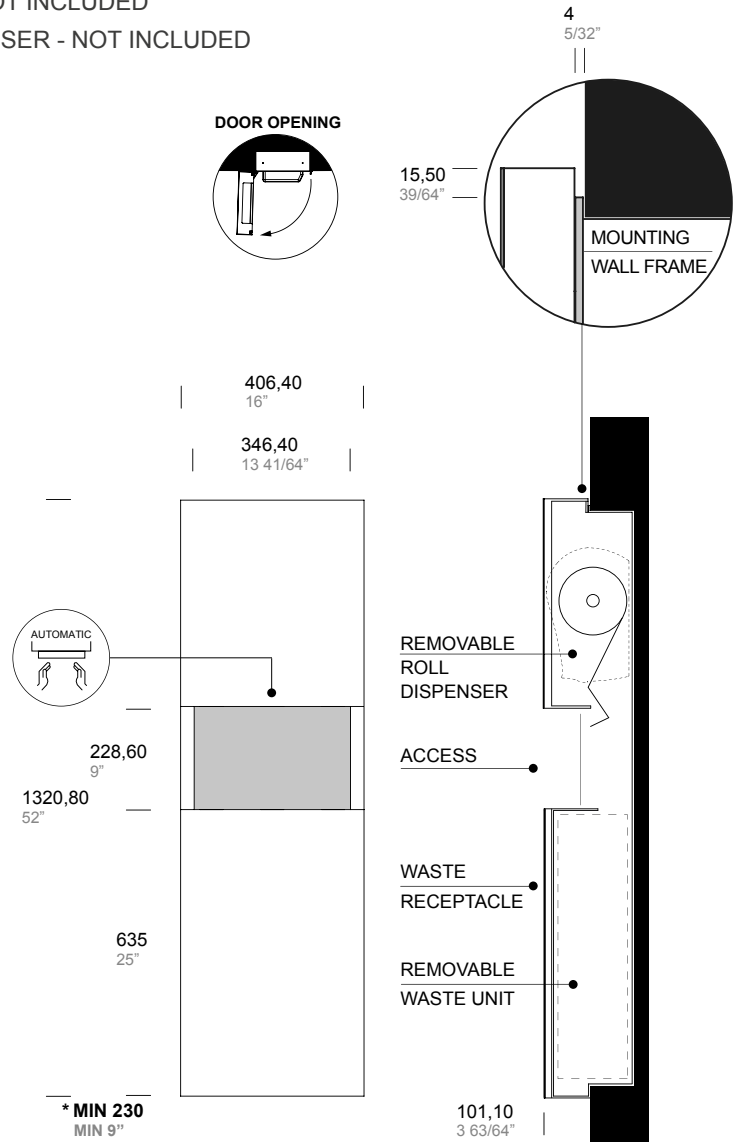 NOT INCLUDED
SER - NOT INCLUDED
4
5/32”
DOOR OPENING
15,50
39/64”
MOUNTING
WALL FRAME
406,40
16”
346,40
13 41/64”
AUTOMATIC
REMOVABLE
ROLL
DISPENSER
228,60
9”
ACCESS
1320,80
52”
WASTE
RECEPTACLE
635
25”
REMOVABLE
WASTE UNIT
* MIN 230
MIN 9”
101,10
3 63/64”